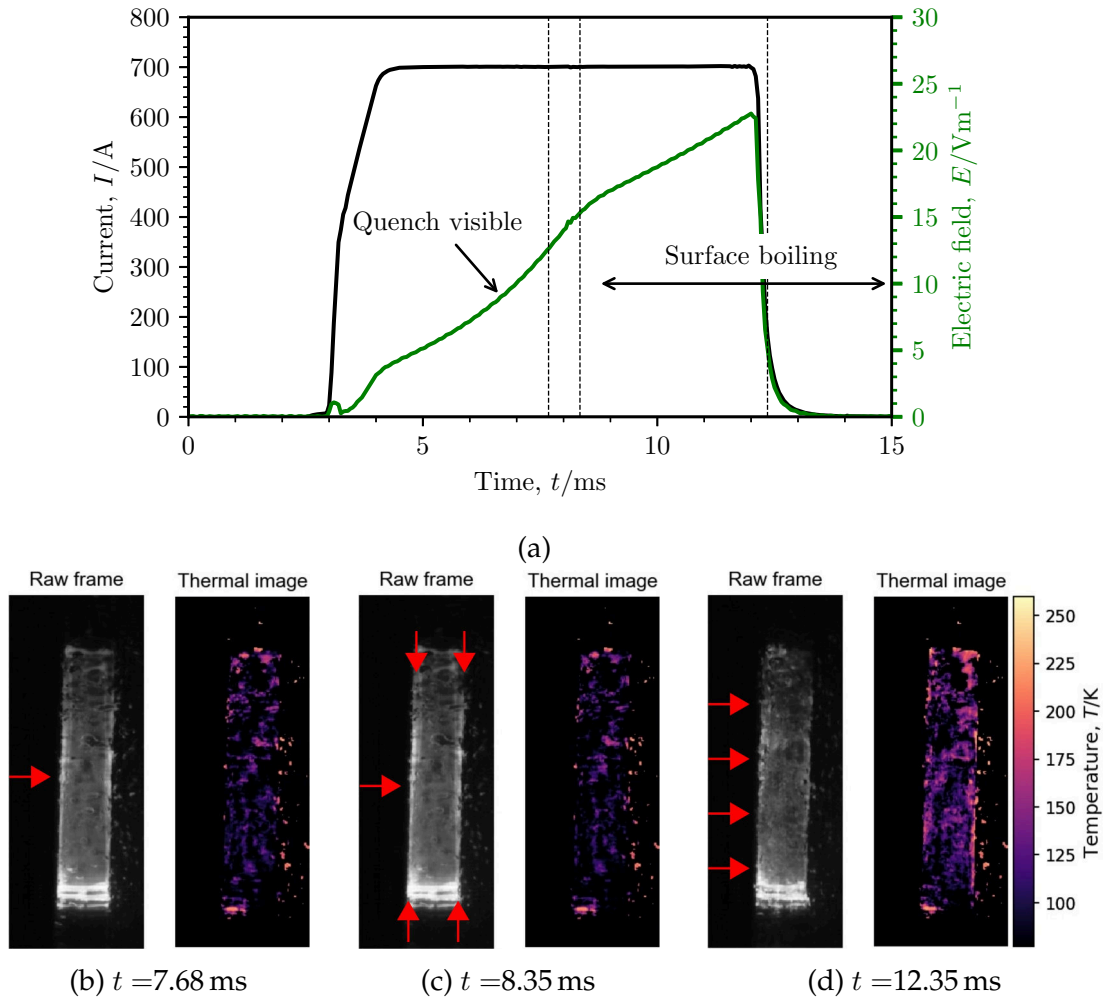 800
700
600
500
400
300
200
100
0
Current, I/A
30
25
20
15
10
5
0
Electric field, E/Vm⁻¹
Quench visible
Surface boiling
0
5
10
15
Time, t/ms
(a)
Raw frame
Thermal image
Raw frame
Thermal image
Raw frame
Thermal image
250
225
200
175
150
125
100
Temperature, T/K
(b) t =7.68 ms
(c) t =8.35 ms
(d) t =12.35 ms